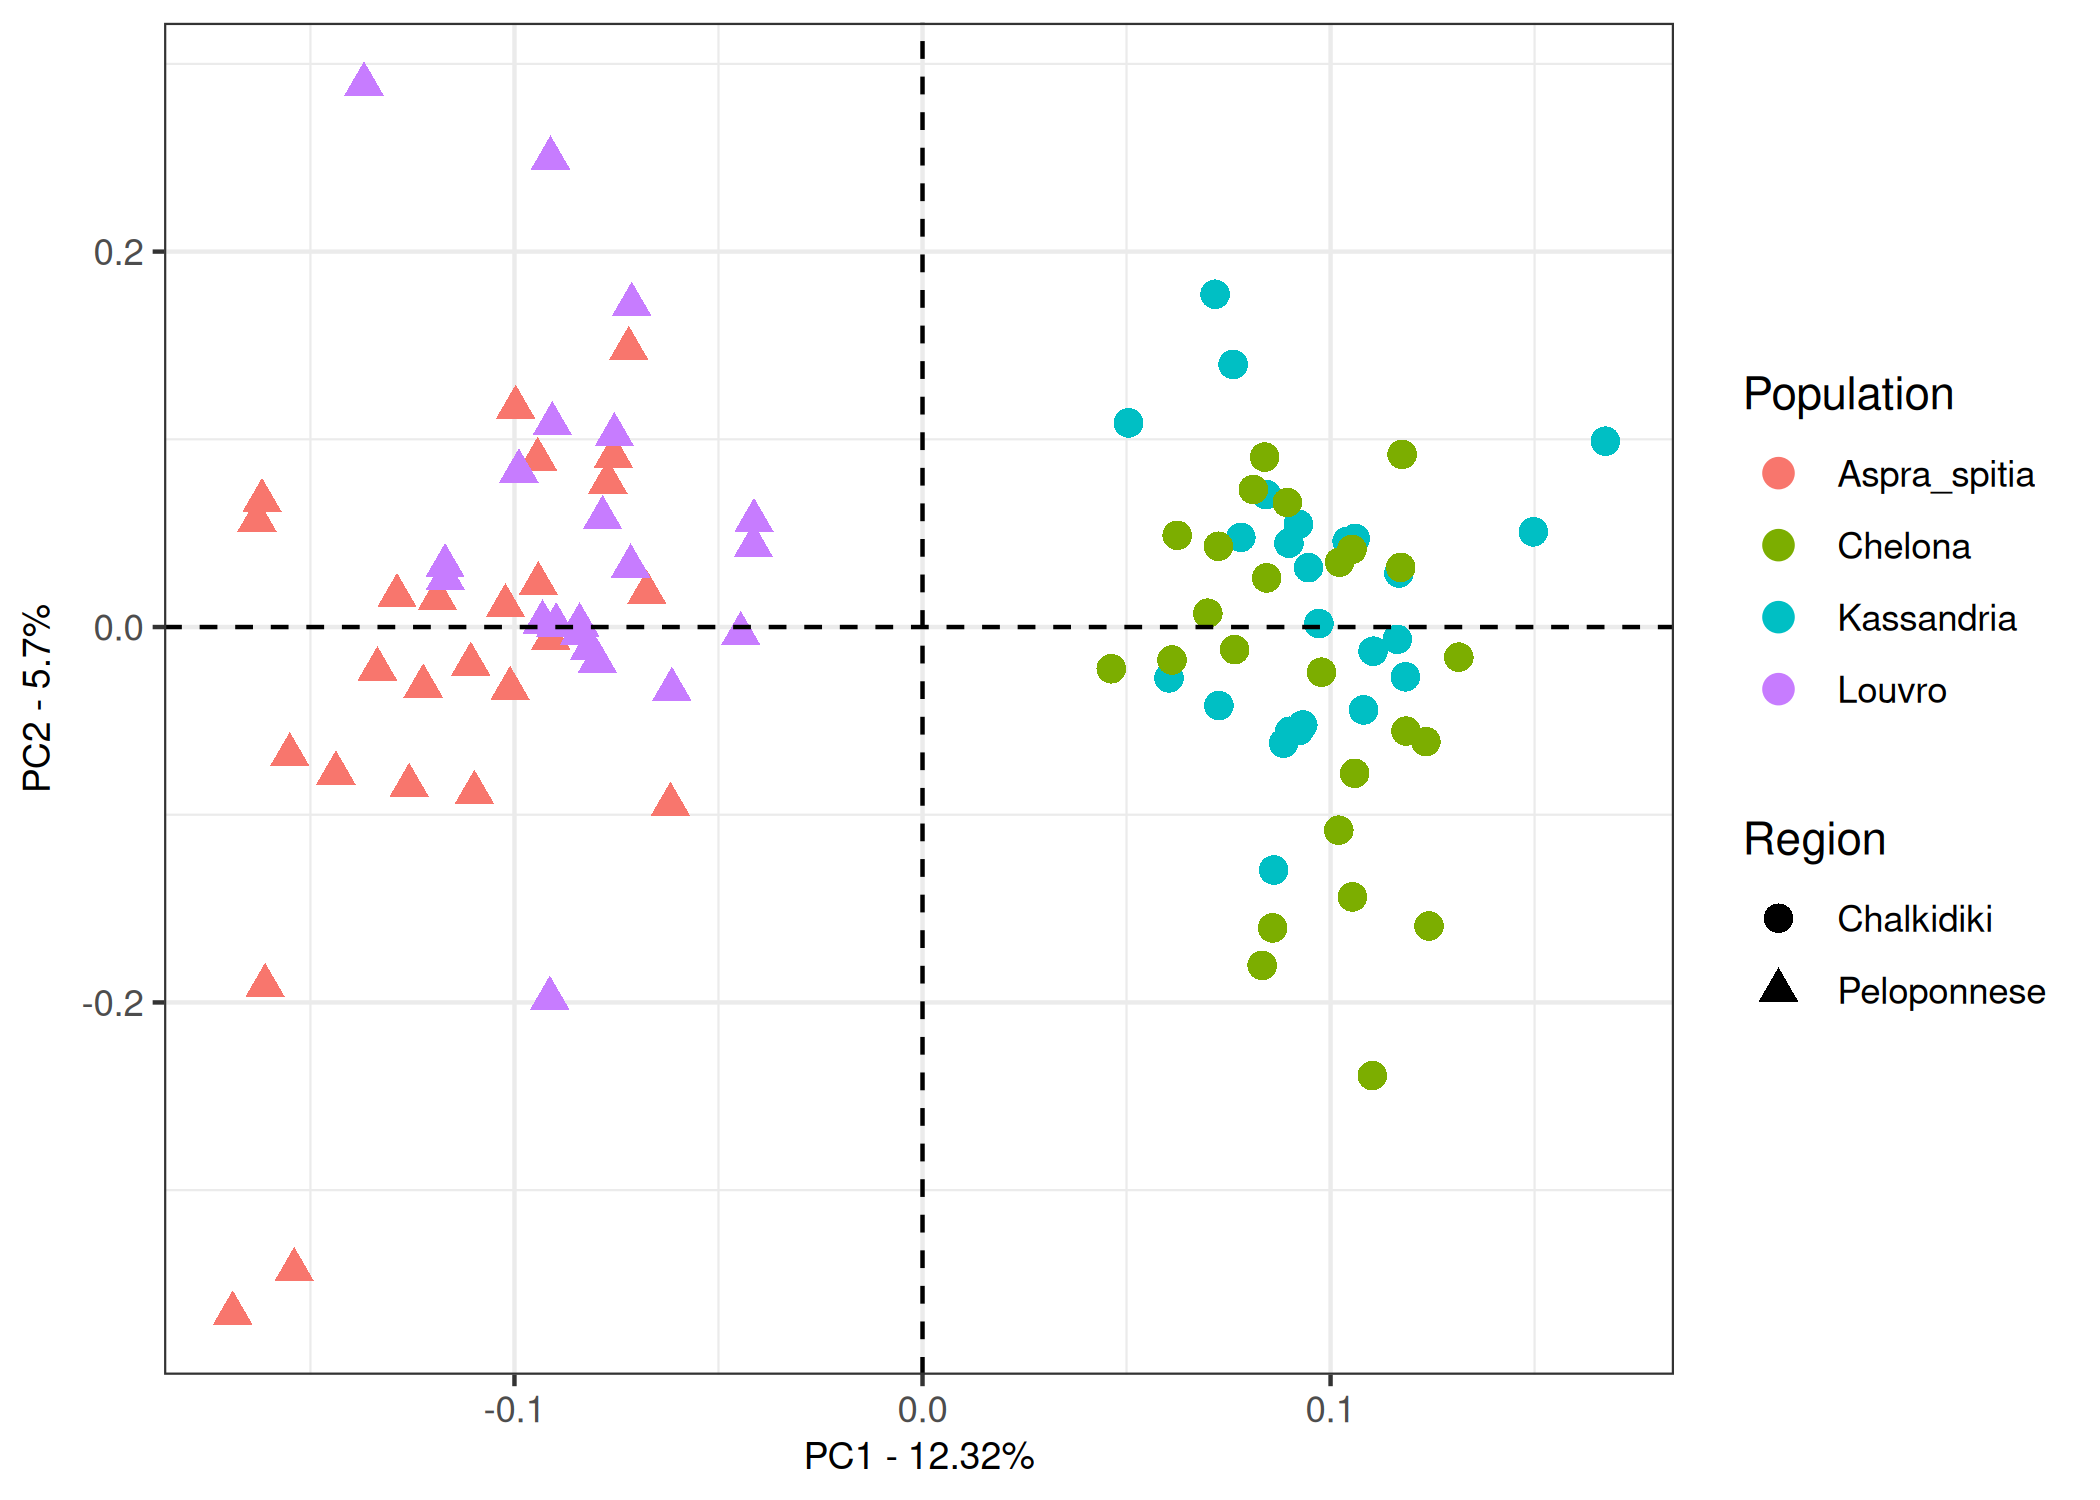 0.2
0.0
-0.2
PC2 - 5.7%
-0.1
0.0
0.1
PC1 - 12.32%
Population
Aspra_spitia
Chelona
Kassandria
Louvro
Region
Chalkidiki
Peloponnese